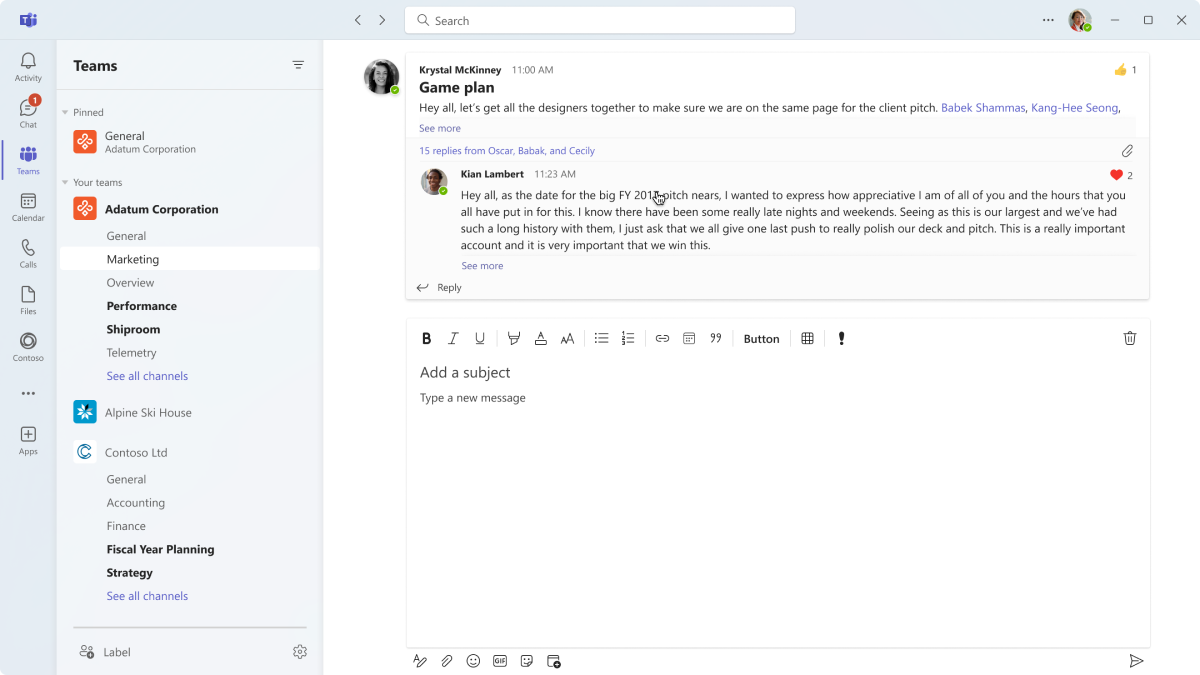 Search
Activity
1
Chat
Teams
Calendar
Calls
Files
Contoso
Apps
Teams
Pinned
General
Adatum Corporation
Your teams
Adatum Corporation
General
Marketing
Overview
Performance
Shiproom
Telemetry
See all channels
Alpine Ski House
Contoso Ltd
General
Accounting
Finance
Fiscal Year Planning
Strategy
See all channels
Label
Krystal McKinney 11:00 AM
1
Game plan
Hey all, let's get all the designers together to make sure we are on the same page for the client pitch. Babek Shammas, Kang-Hee Seong,
See more
15 replies from Oscar, Babak, and Cecily
Kian Lambert 11:23 AM
2
Hey all, as the date for the big FY pitch nears, I wanted to express how appreciative I am of all of you and the hours that you
all have put in for this. I know there have been some really late nights and weekends. Seeing as this is our largest and we've had
such a long history with them, I just ask that we all give one last push to really polish our deck and pitch. This is a really important
account and it is very important that we win this.
See more
Reply
B I U A AA Button
Add a subject
Type a new message
GIF